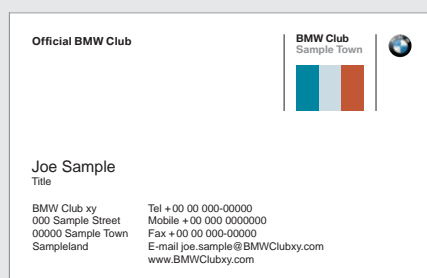 Official BMW Club
BMW Club
Sample Town
Joe Sample
Title
BMW Club xy
000 Sample Street
00000 Sample Town
Sampleland
Tel +00 00 000-00000
Mobile +00 000 0000000
Fax +00 00 000-00000
E-mail joe.sample@BMWClubxy.com
www.BMWClubxy.com